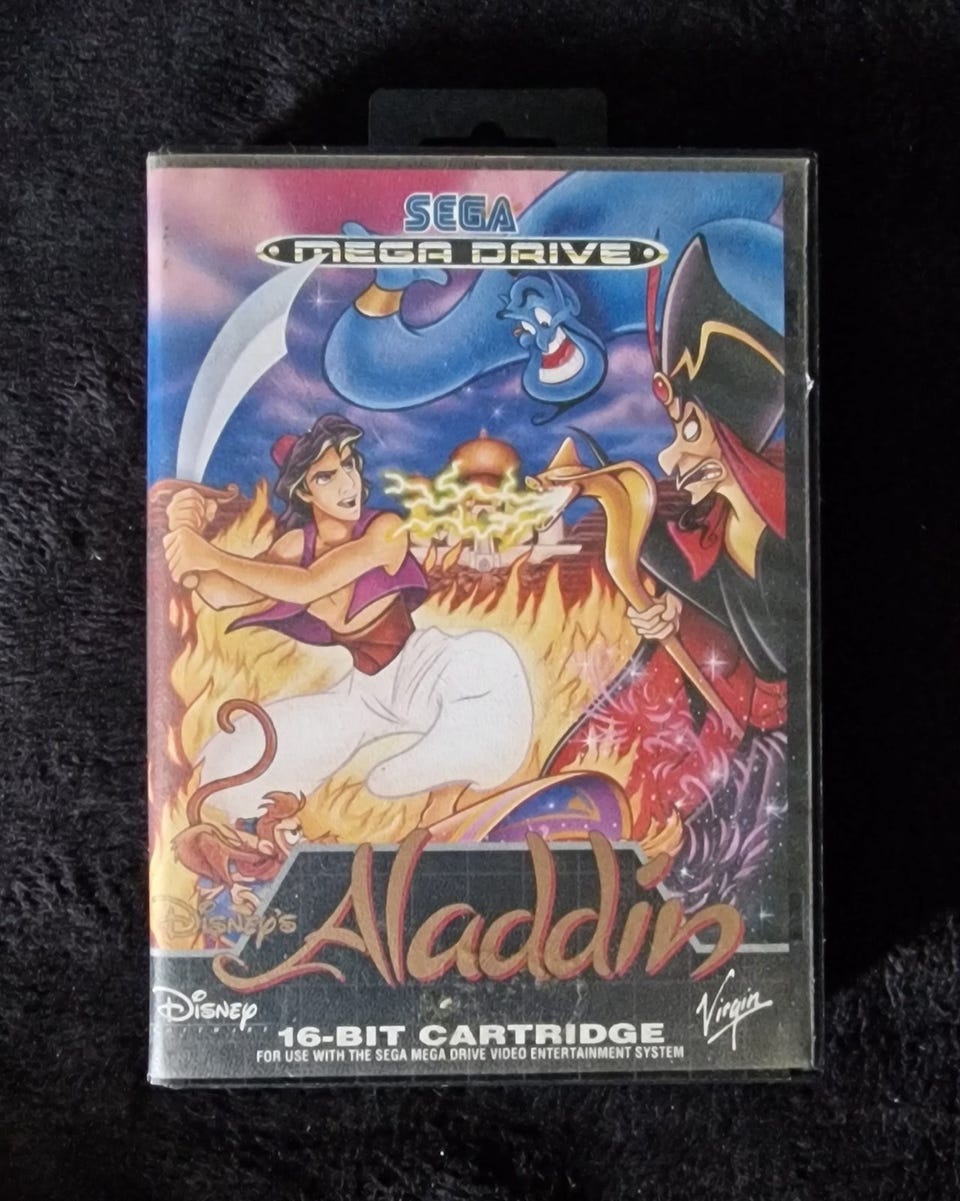 SEGA
MEGA DRIVE
Disney's
Aladdin
Disney
Virgin
16-BIT CARTRIDGE
FOR USE WITH THE SEGA MEGA DRIVE VIDEO ENTERTAINMENT SYSTEM